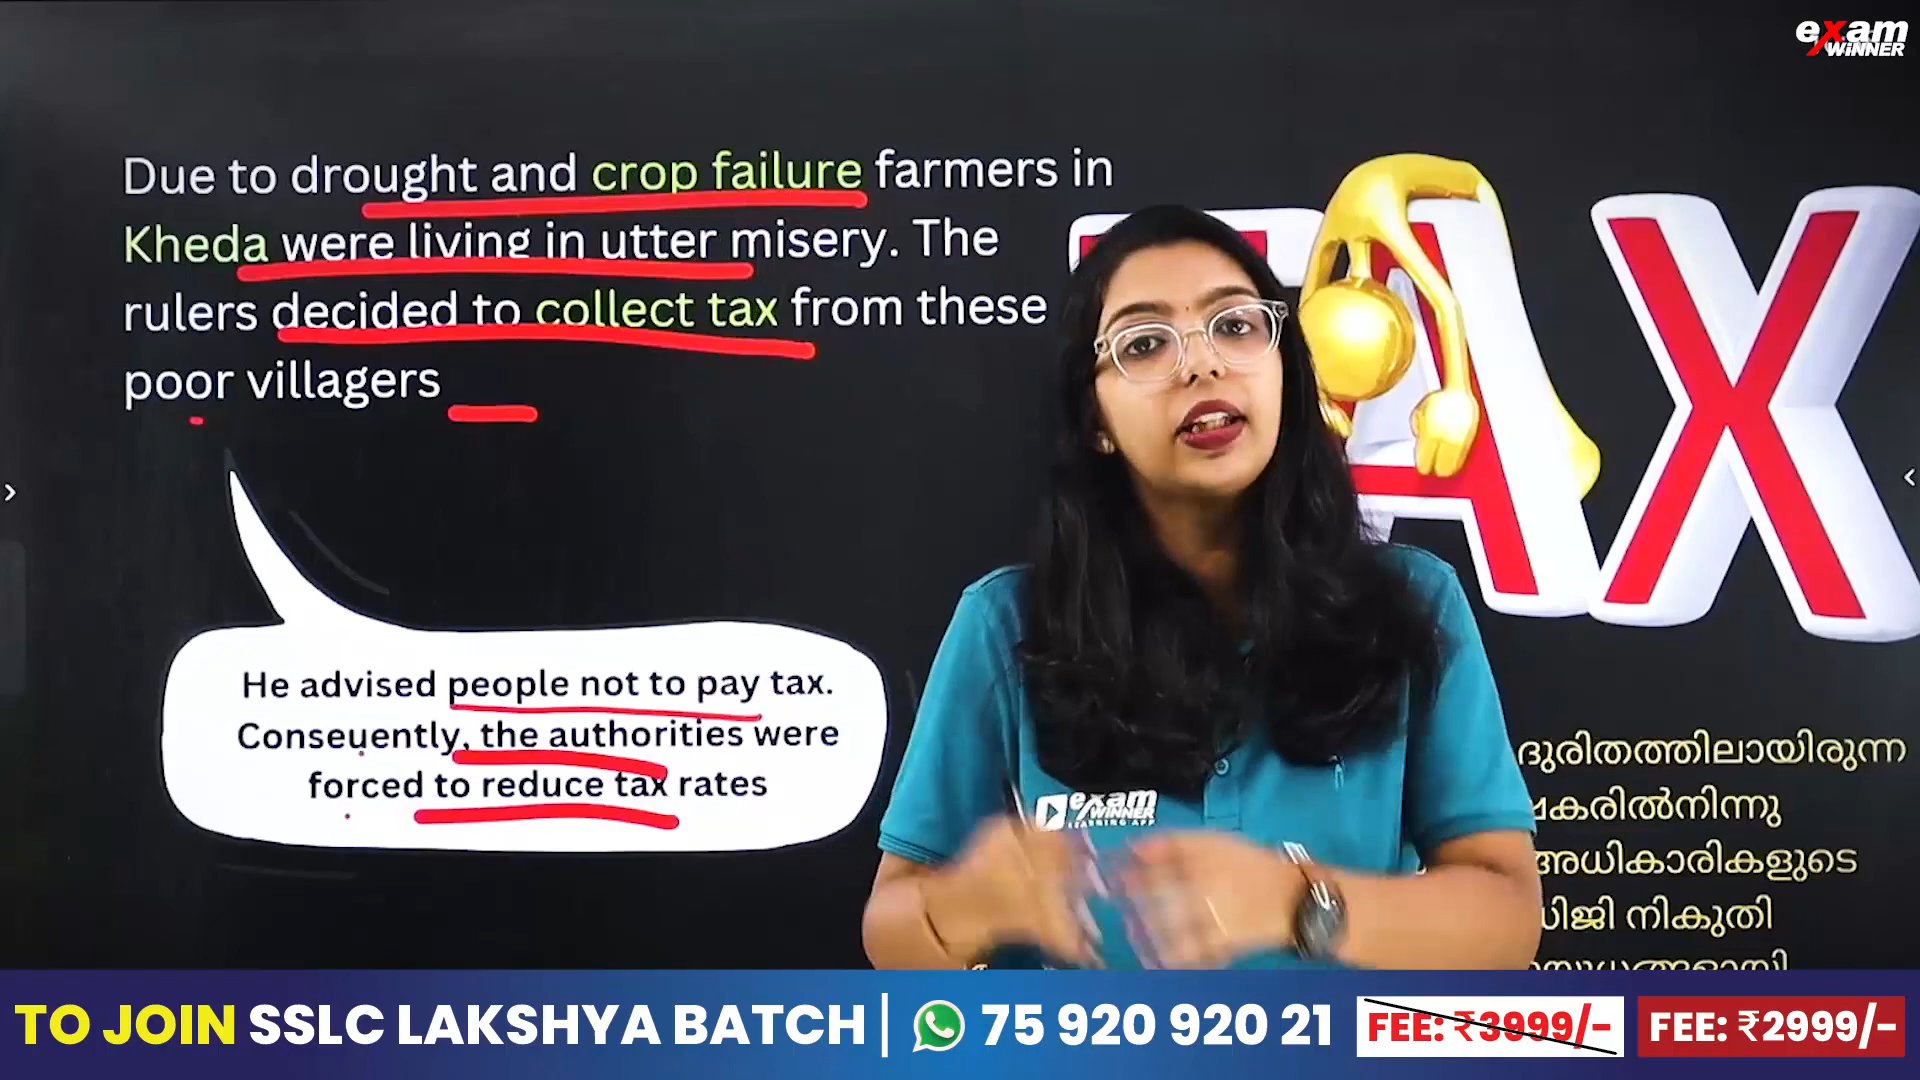 exam
WINNER
Due to drought and crop failure farmers in
Kheda were living in utter misery. The
rulers decided to collect tax from these
poor villagers
TAX
He advised people not to pay tax.
Conseuently, the authorities were
forced to reduce tax rates
ദുരിതത്തിലായിരുന്ന
കരിൽനിന്നു
അധികാരികളുടെ
നികുതി
exam
WINNER
LEARNING APP
TO JOIN SSLC LAKSHYA BATCH | 75 920 920 21 FEE: ₹3999/- FEE: ₹2999/-